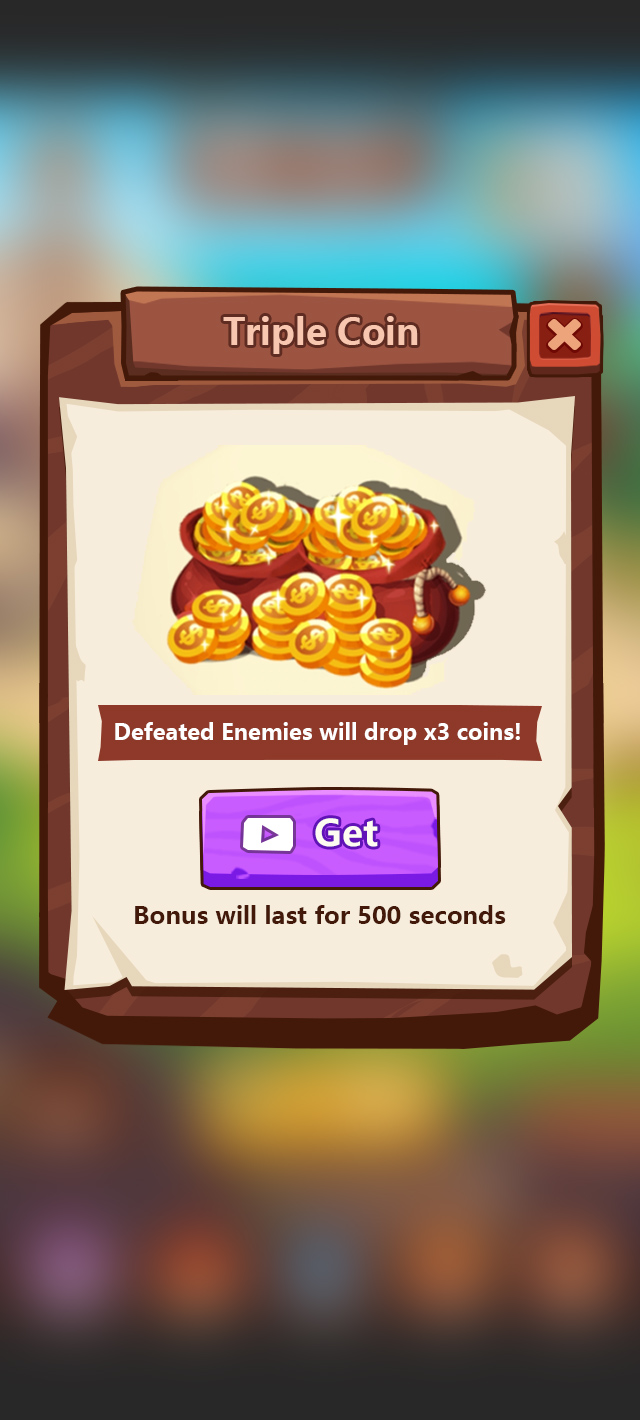 Triple Coin
Defeated Enemies will drop x3 coins!
Get
Bonus will last for 500 seconds